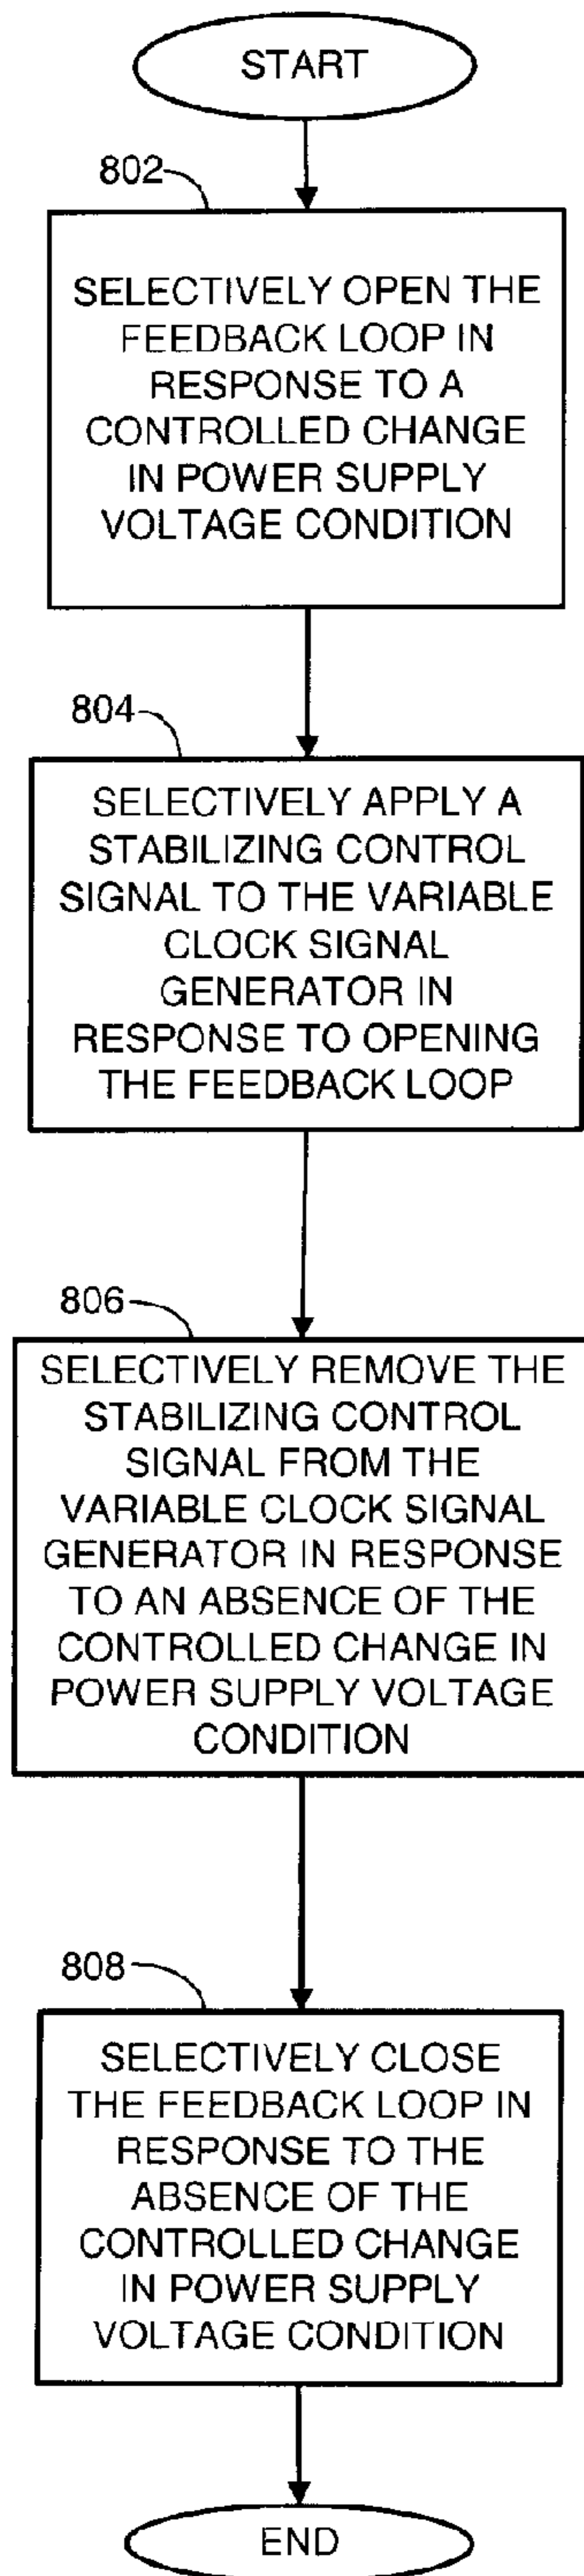 START
802
SELECTIVELY OPEN THE
FEEDBACK LOOP IN
RESPONSE TO A
CONTROLLED CHANGE
IN POWER SUPPLY
VOLTAGE CONDITION
804
SELECTIVELY APPLY A
STABILIZING CONTROL
SIGNAL TO THE VARIABLE
CLOCK SIGNAL
GENERATOR IN
RESPONSE TO OPENING
THE FEEDBACK LOOP
806
SELECTIVELY REMOVE THE
STABILIZING CONTROL
SIGNAL FROM THE
VARIABLE CLOCK SIGNAL
GENERATOR IN RESPONSE
TO AN ABSENCE OF THE
CONTROLLED CHANGE IN
POWER SUPPLY VOLTAGE
CONDITION
808
SELECTIVELY CLOSE
THE FEEDBACK LOOP IN
RESPONSE TO THE
ABSENCE OF THE
CONTROLLED CHANGE
IN POWER SUPPLY
VOLTAGE CONDITION
END